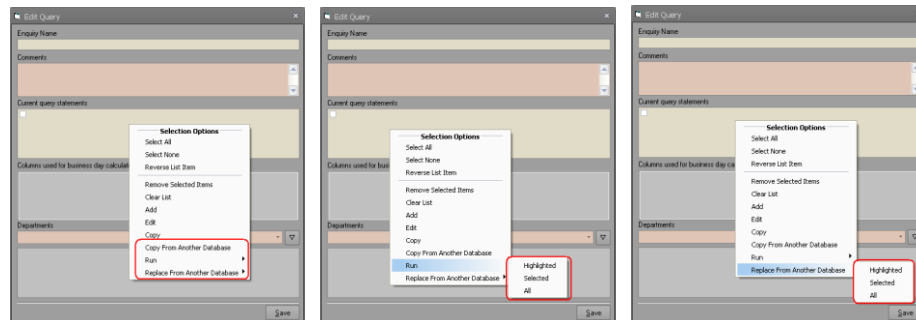 Edit Query
Enquiry Name
Comments
Current query statements
Selection Options
Select All
Select None
Reverse List Item
Columns used for business day calculat
Remove Selected Items
Clear List
Add
Edit
Departments
Copy
Copy From Another Database
Run
Replace From Another Database
Save
Edit Query
Enquiry Name
Comments
Current query statements
Selection Options
Select All
Select None
Columns used for bus
Reverse List Item
Remove Selected Items
Clear List
Add
Departments
Edit
Copy
Copy From Another Database
Run
Highlighted
Replace From Another Database
Selected
All
Save
Edit Query
Enquiry Name
Comments
Current query statements
Selection Options
Select All
Select None
Columns used for business day ca
Reverse List Item
Remove Selected Items
Clear List
Add
Departments
Edit
Copy
Copy From Another Database
Run
Replace From Another Database
Highlighted
Selected
All
Save